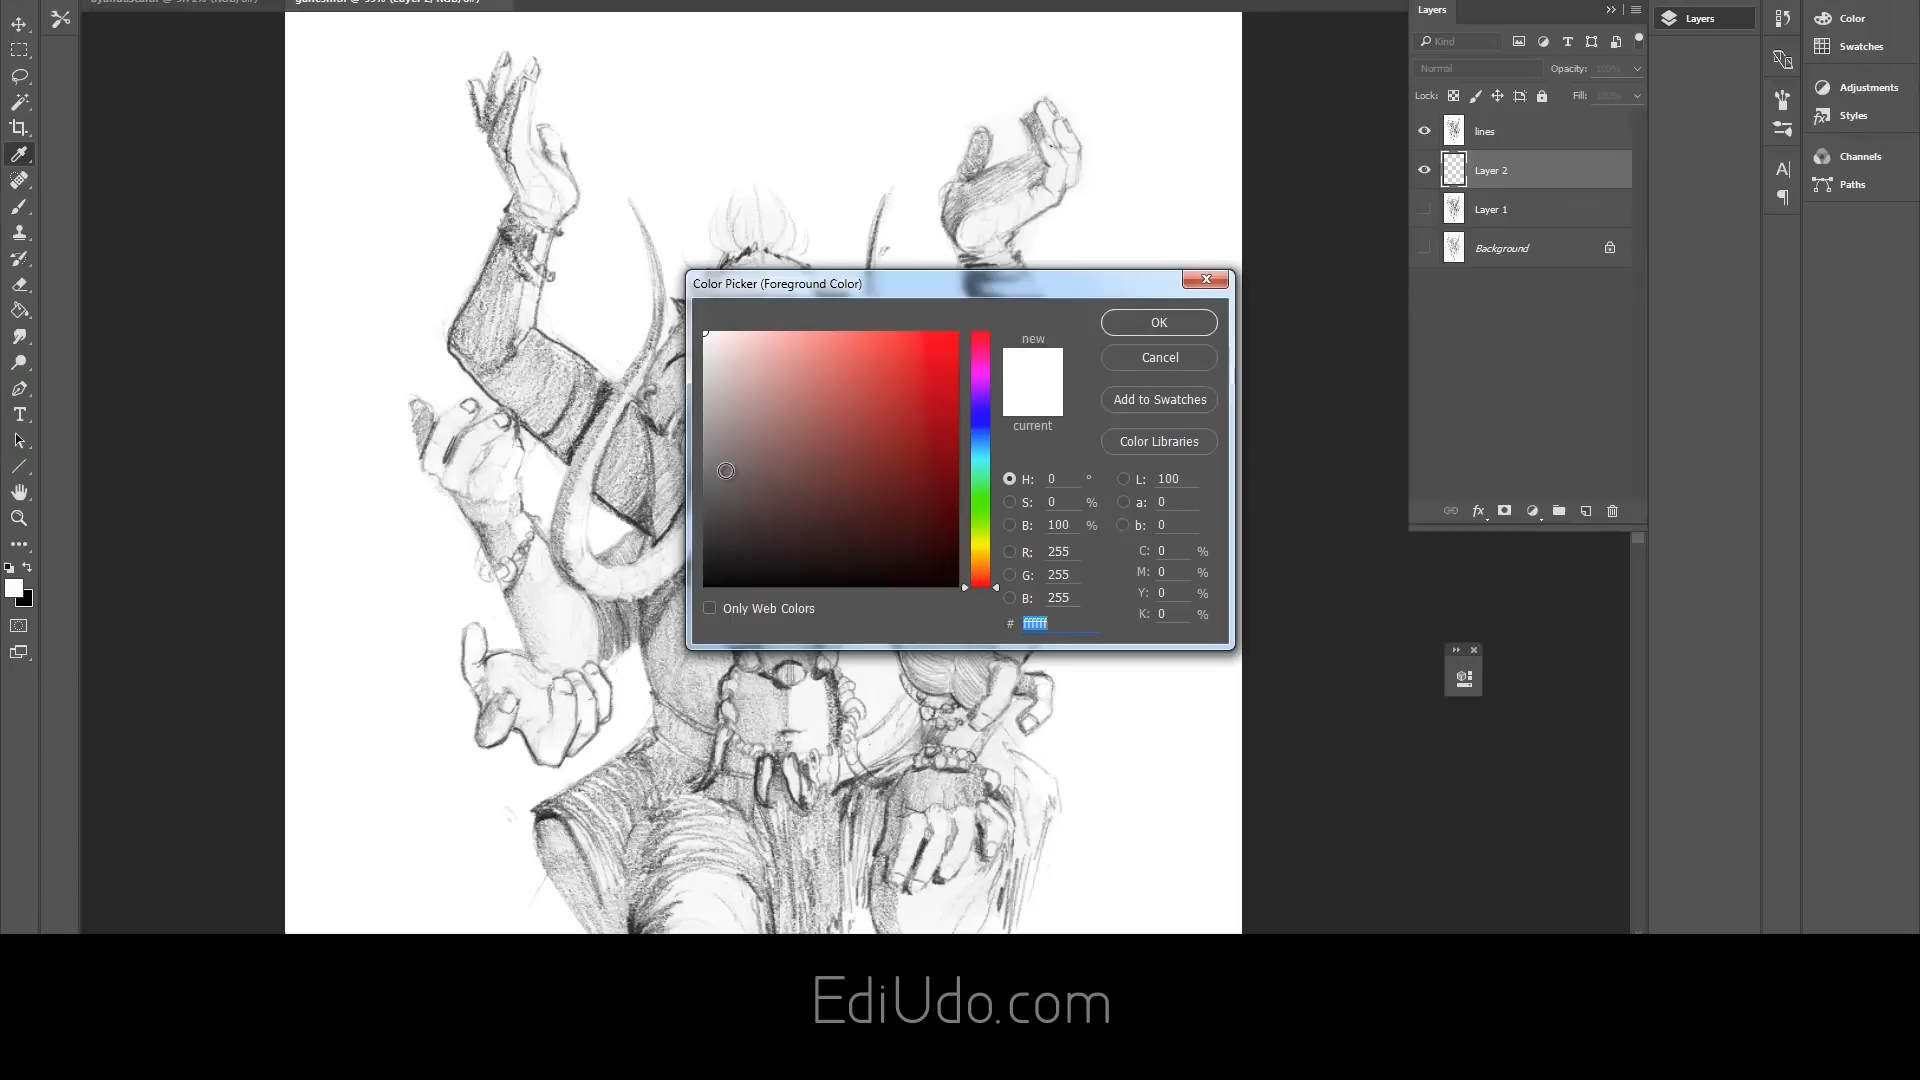 Layers
Layers
Color
Kind
Swatches
Normal
Opacity: 100%
Adjustments
Lock:
Fill: 100%
Styles
lines
Channels
Layer 2
Paths
Layer 1
Background
Color Picker (Foreground Color)
OK
new
Cancel
Add to Swatches
current
Color Libraries
H: 0 °
L: 100
S: 0 %
a: 0
B: 100 %
b: 0
R: 255
C: 0 %
G: 255
M: 0 %
B: 255
Y: 0 %
Only Web Colors
K: 0 %
# ffffff
EdiUdo.com